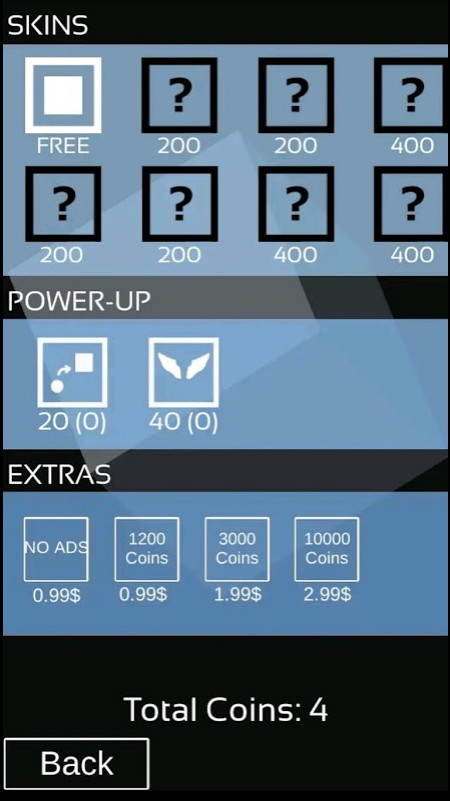 SKINS
? ? ? ?
FREE 200 200 400
? ? ? ?
200 200 400 400
POWER-UP
20 (0) 40 (0)
EXTRAS
NO ADS 1200 Coins 3000 Coins 10000 Coins
0.99$ 0.99$ 1.99$ 2.99$
Total Coins: 4
Back